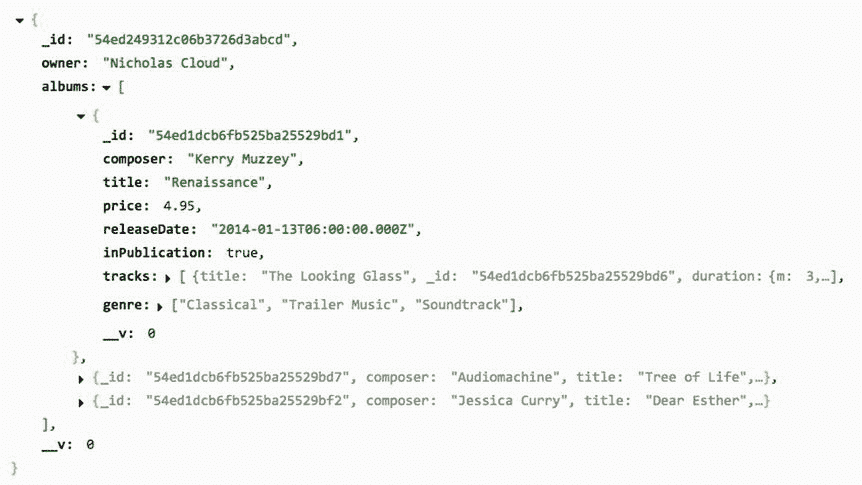 ▼ {
_id: "54ed249312c06b3726d3abcd",
owner: "Nicholas Cloud",
albums: ▼ [
▼ {
_id: "54ed1dcb6fb525ba25529bd1",
composer: "Kerry Muzzey",
title: "Renaissance",
price: 4.95,
releaseDate: "2014-01-13T06:00:00.000Z",
inPublication: true,
tracks: ▶ [ {title: "The Looking Glass", _id: "54ed1dcb6fb525ba25529bd6", duration: {m: 3,…],
genre: ▶ ["Classical", "Trailer Music", "Soundtrack"],
__v: 0
},
▶ {_id: "54ed1dcb6fb525ba25529bd7", composer: "Audiomachine", title: "Tree of Life",…},
▶ {_id: "54ed1dcb6fb525ba25529bf2", composer: "Jessica Curry", title: "Dear Esther",…}
],
__v: 0
}